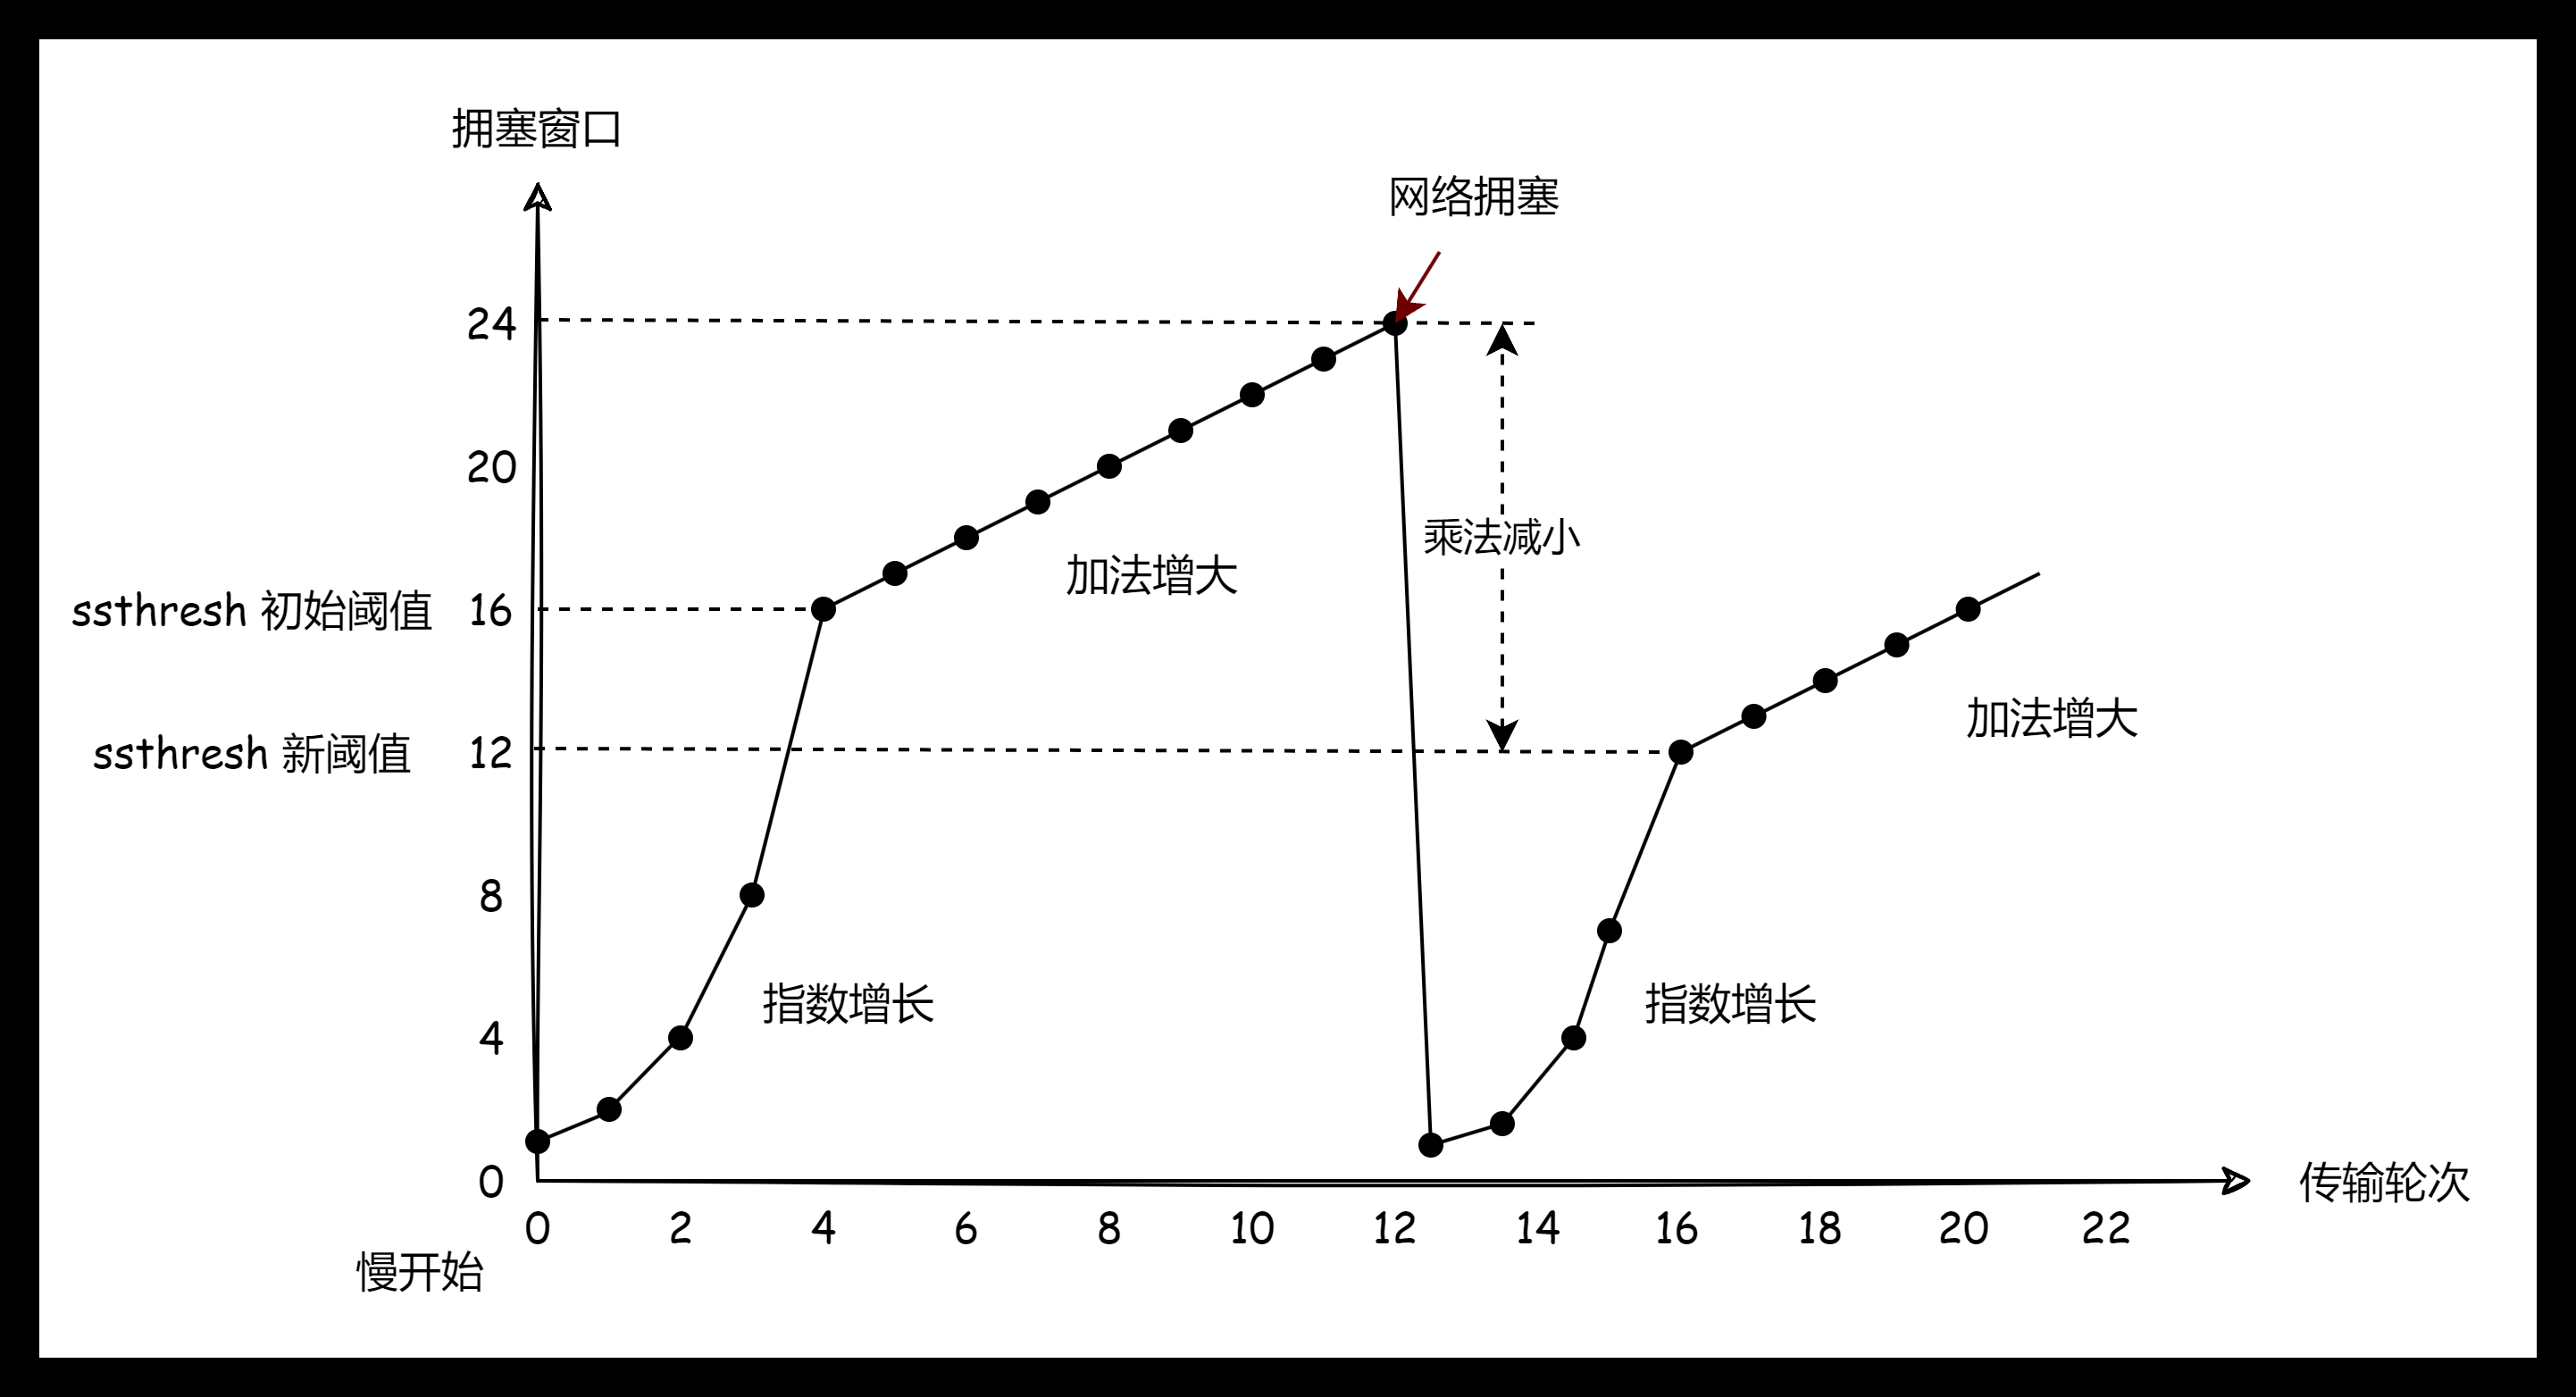 拥塞窗口
网络拥塞
24
20
乘法减小
加法增大
ssthresh 初始阈值 16
ssthresh 新阈值 12
加法增大
8
指数增长
指数增长
4
0
传输轮次
0 2 4 6 8 10 12 14 16 18 20 22
慢开始